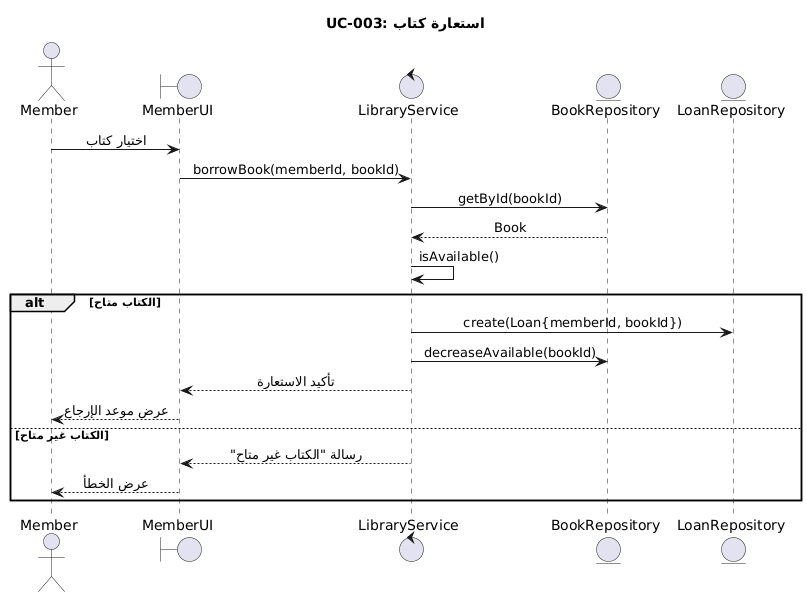 UC-003: استعارة كتاب
Member
MemberUI
LibraryService
BookRepository
LoanRepository
اختيار كتاب
borrowBook(memberId, bookId)
getById(bookId)
Book
isAvailable()
alt [الكتاب متاح]
create(Loan{memberId, bookId})
decreaseAvailable(bookId)
تأكيد الاستعارة
عرض موعد الإرجاع
[الكتاب غير متاح]
رسالة "الكتاب غير متاح"
عرض الخطأ
Member
MemberUI
LibraryService
BookRepository
LoanRepository